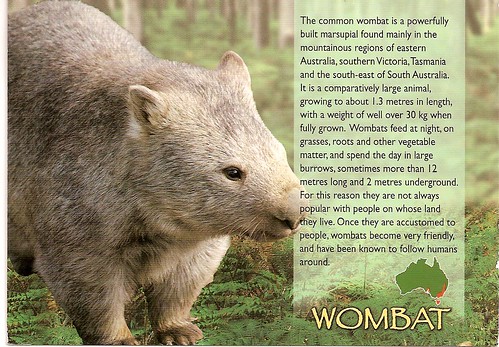 The common wombat is a powerfully
built marsupial found mainly in the
mountainous regions of eastern
Australia, southern Victoria, Tasmania
and the south-east of South Australia.
It is a comparatively large animal,
growing to about 1.3 metres in length,
with a weight of well over 30 kg when
fully grown. Wombats feed at night, on
grasses, roots and other vegetable
matter, and spend the day in large
burrows, sometimes more than 12
metres long and 2 metres underground.
For this reason they are not always
popular with people on whose land
they live. Once they are accustomed to
people, wombats become very friendly,
and have been known to follow humans
around.
WOMBAT